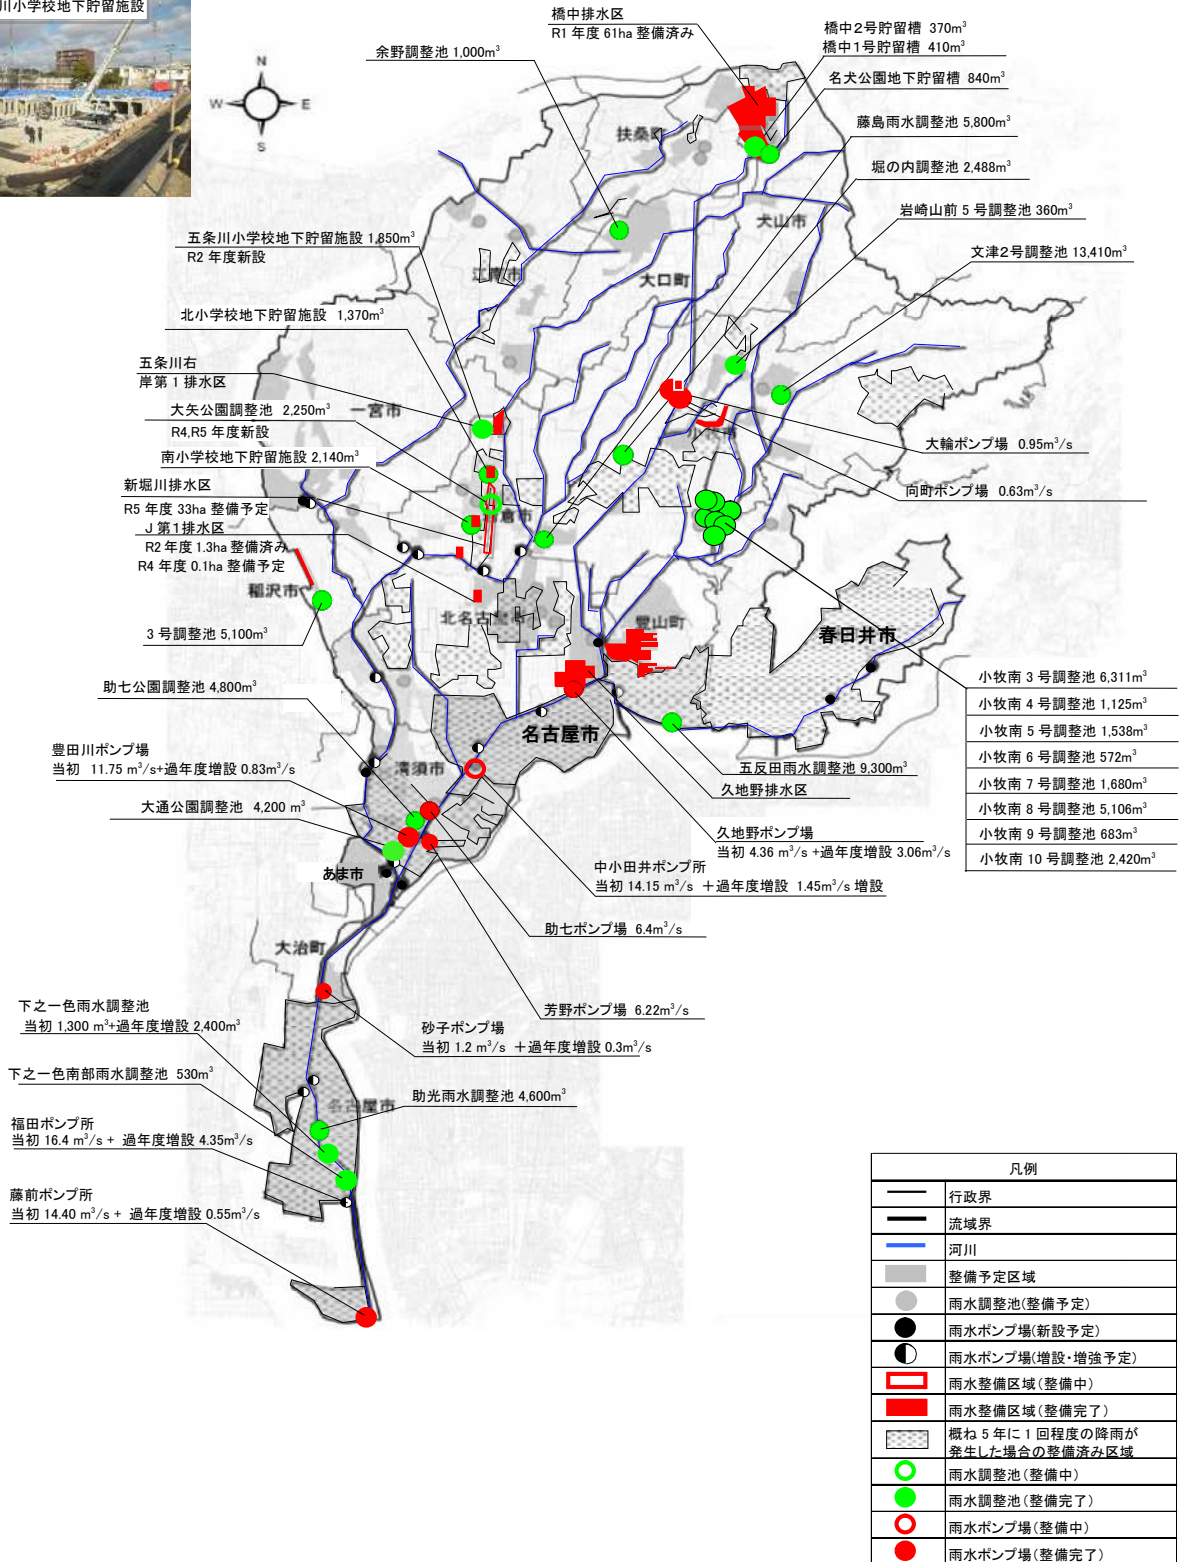 川小学校地下貯留施設
N
W
E
S
橋中排水区
R1 年度 61ha 整備済み
余野調整池 1,000m³
橋中2号貯留槽 370m³
橋中1号貯留槽 410m³
名犬公園地下貯留槽 840m³
藤島雨水調整池 5,800m³
堀の内調整池 2,488m³
岩崎山前 5 号調整池 360m³
文津2号調整池 13,410m³
扶桑町
犬山市
大口町
江南市
五条川小学校地下貯留施設 1,850m³
R2 年度新設
北小学校地下貯留施設 1,370m³
五条川右
岸第 1 排水区
一宮市
大矢公園調整池 2,250m³
R4,R5 年度新設
南小学校地下貯留施設 2,140m³
新堀川排水区
R5 年度 33ha 整備予定
J 第1排水区
R2 年度 1.3ha 整備済み
R4 年度 0.1ha 整備予定
倉市
小牧市
大輪ポンプ場 0.95m³/s
向町ポンプ場 0.63m³/s
稲沢市
3 号調整池 5,100m³
北名古屋市
豊山町
春日井市
小牧南 3 号調整池 6,311m³
小牧南 4 号調整池 1,125m³
小牧南 5 号調整池 1,538m³
小牧南 6 号調整池 572m³
小牧南 7 号調整池 1,680m³
小牧南 8 号調整池 5,106m³
小牧南 9 号調整池 683m³
小牧南 10 号調整池 2,420m³
助七公園調整池 4,800m³
名古屋市
豊田川ポンプ場
当初 11.75 m³/s+過年度増設 0.83m³/s
清須市
五反田雨水調整池 9,300m³
久地野排水区
大通公園調整池 4,200 m³
久地野ポンプ場
当初 4.36 m³/s +過年度増設 3.06m³/s
中小田井ポンプ所
当初 14.15 m³/s +過年度増設 1.45m³/s 増設
あま市
助七ポンプ場 6.4m³/s
大治町
芳野ポンプ場 6.22m³/s
下之一色雨水調整池
当初 1,300 m³+過年度増設 2,400m³
砂子ポンプ場
当初 1.2 m³/s +過年度増設 0.3m³/s
下之一色南部雨水調整池 530m³
名古屋市
助光雨水調整池 4,600m³
福田ポンプ所
当初 16.4 m³/s + 過年度増設 4.35m³/s
藤前ポンプ所
当初 14.40 m³/s + 過年度増設 0.55m³/s
凡例
行政界
流域界
河川
整備予定区域
雨水調整池(整備予定)
雨水ポンプ場(新設予定)
雨水ポンプ場(増設・増強予定)
雨水整備区域(整備中)
雨水整備区域(整備完了)
概ね 5 年に 1 回程度の降雨が
発生した場合の整備済み区域
雨水調整池(整備中)
雨水調整池(整備完了)
雨水ポンプ場(整備中)
雨水ポンプ場(整備完了)